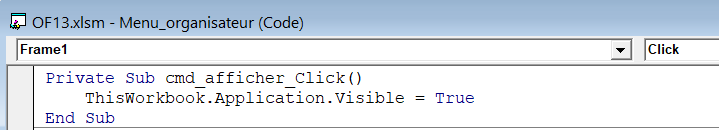 OF13.xlsm - Menu_organisateur (Code)
Frame1 Click
Private Sub cmd_afficher_Click()
ThisWorkbook.Application.Visible = True
End Sub